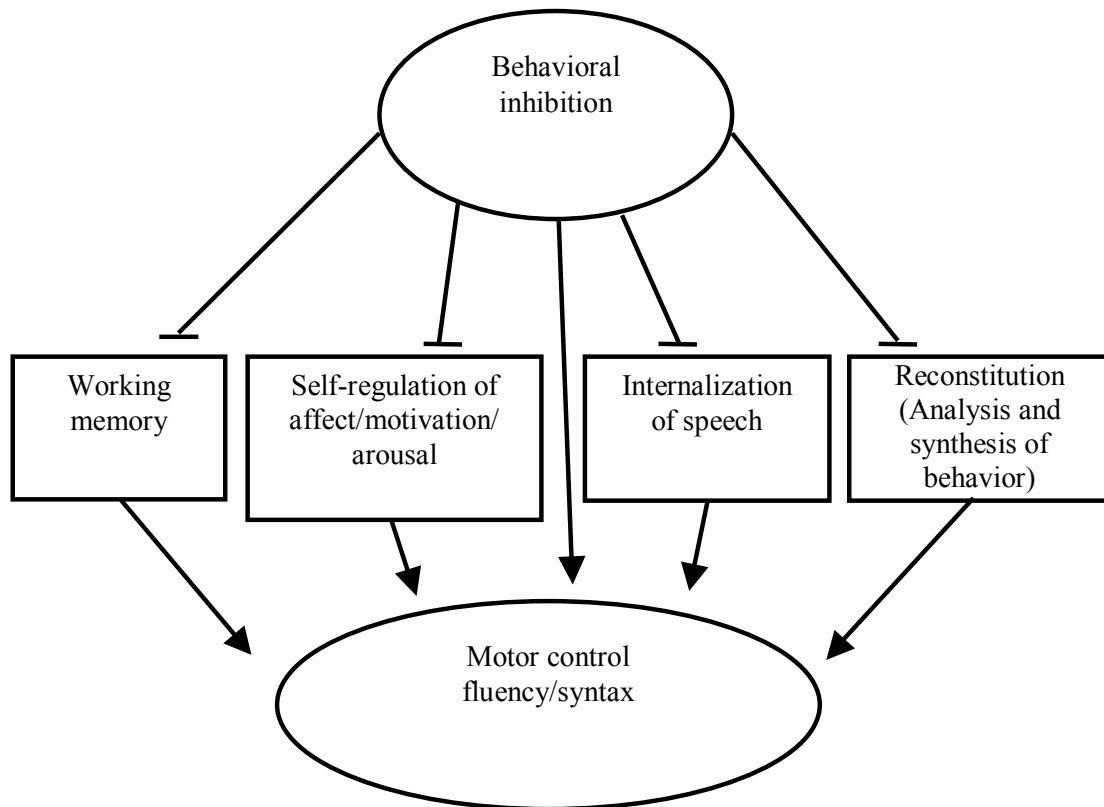 Behavioral
inhibition
Working
memory
Self-regulation of
affect/motivation/
arousal
Internalization
of speech
Reconstitution
(Analysis and
synthesis of
behavior)
Motor control
fluency/syntax